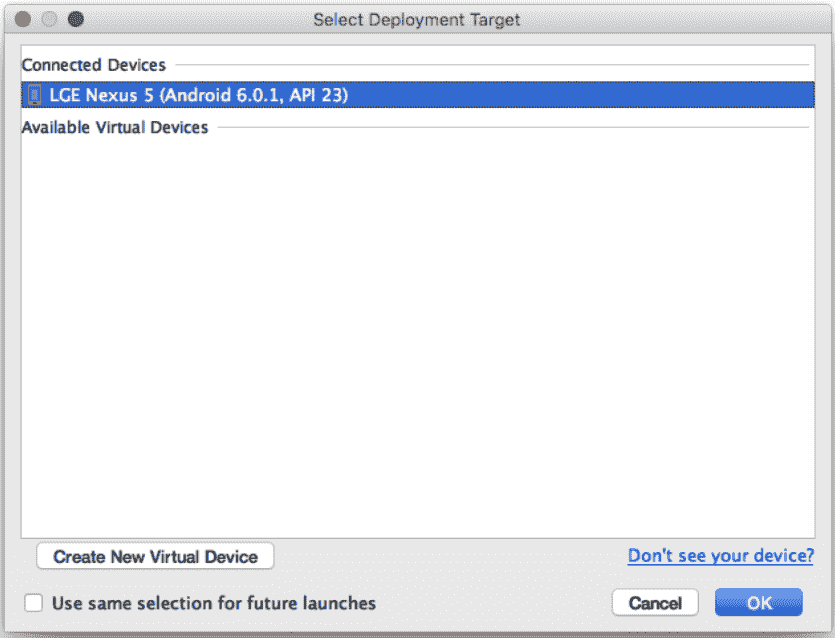 Select Deployment Target
Connected Devices
LGE Nexus 5 (Android 6.0.1, API 23)
Available Virtual Devices
Create New Virtual Device
Don't see your device?
Use same selection for future launches
Cancel
OK